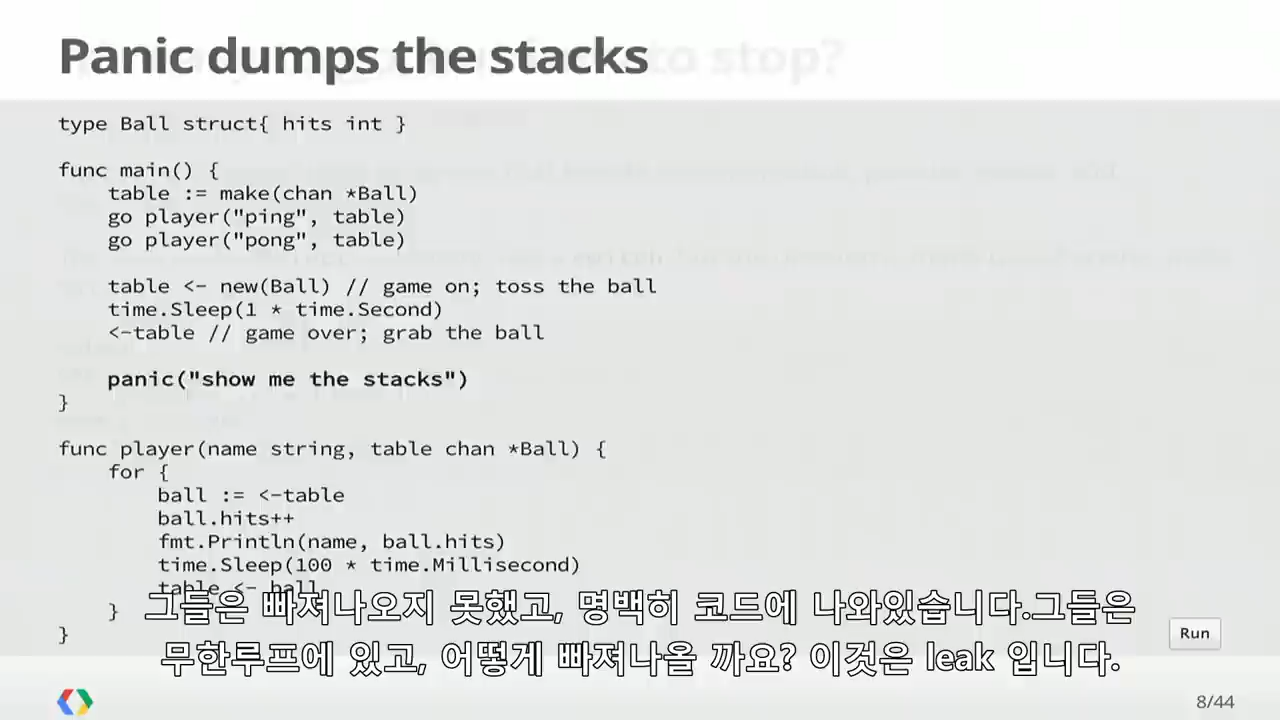 Panic dumps the stacks
to stop?
type Ball struct{ hits int }
func main() {
table := make(chan *Ball)
go player("ping", table)
go player("pong", table)
table <- new(Ball) // game on; toss the ball
time.Sleep(1 * time.Second)
<-table // game over; grab the ball
panic("show me the stacks")
}
func player(name string, table chan *Ball) {
for {
ball := <-table
ball.hits++
fmt.Println(name, ball.hits)
time.Sleep(100 * time.Millisecond)
table <- ball
}
}
그들은 빠져나오지 못했고, 명백히 코드에 나와있습니다.그들은
무한루프에 있고, 어떻게 빠져나올 까요? 이것은 leak 입니다.
Run
8/44